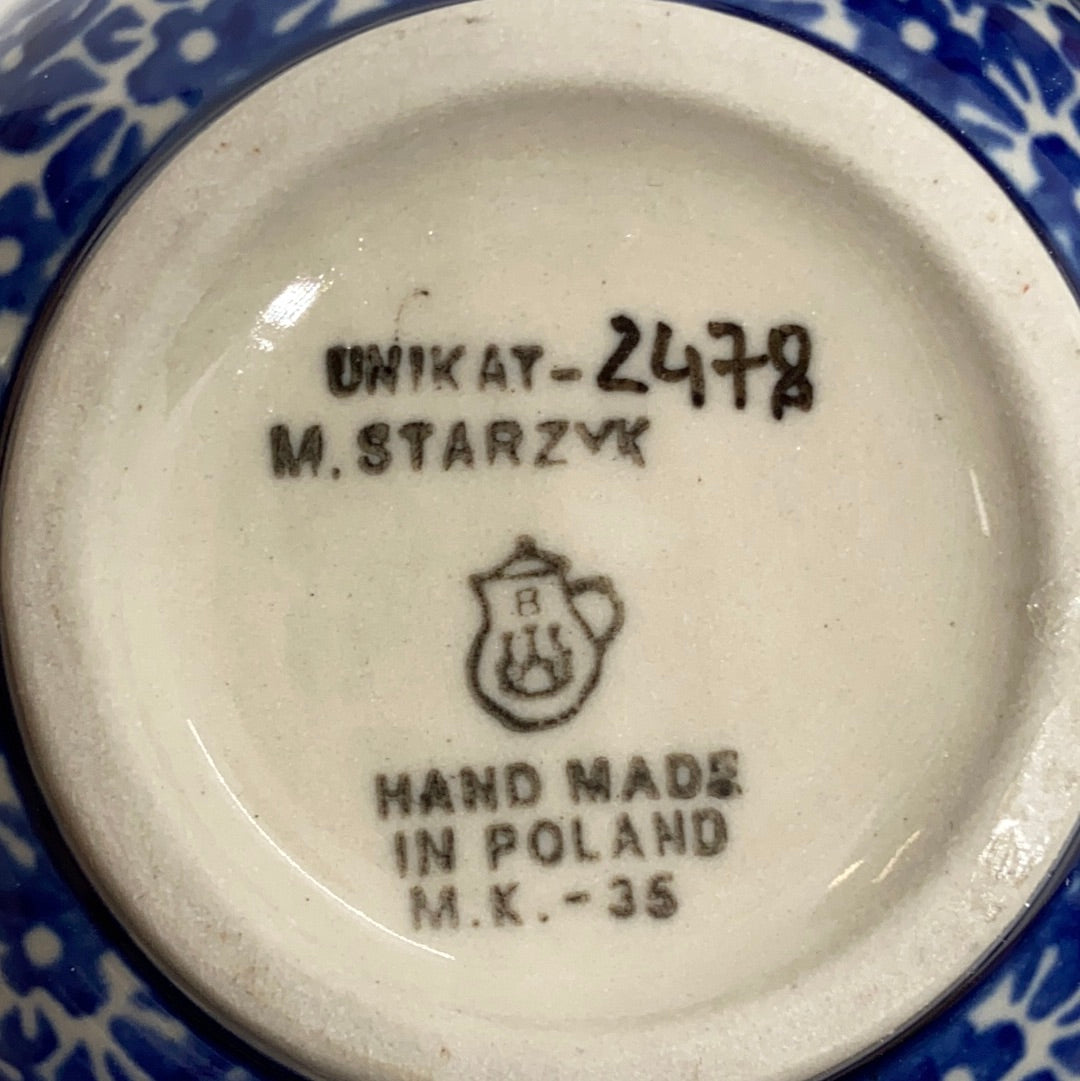 UNIKAT-2478
M. STARZYK
B
HAND MADE
IN POLAND
M.K.-35